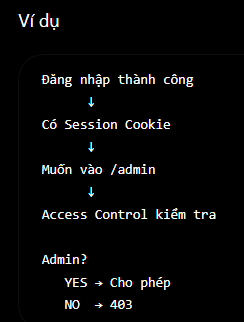 Ví dụ
Đăng nhập thành công
↓
Có Session Cookie
↓
Muốn vào /admin
↓
Access Control kiểm tra
Admin?
YES → Cho phép
NO → 403